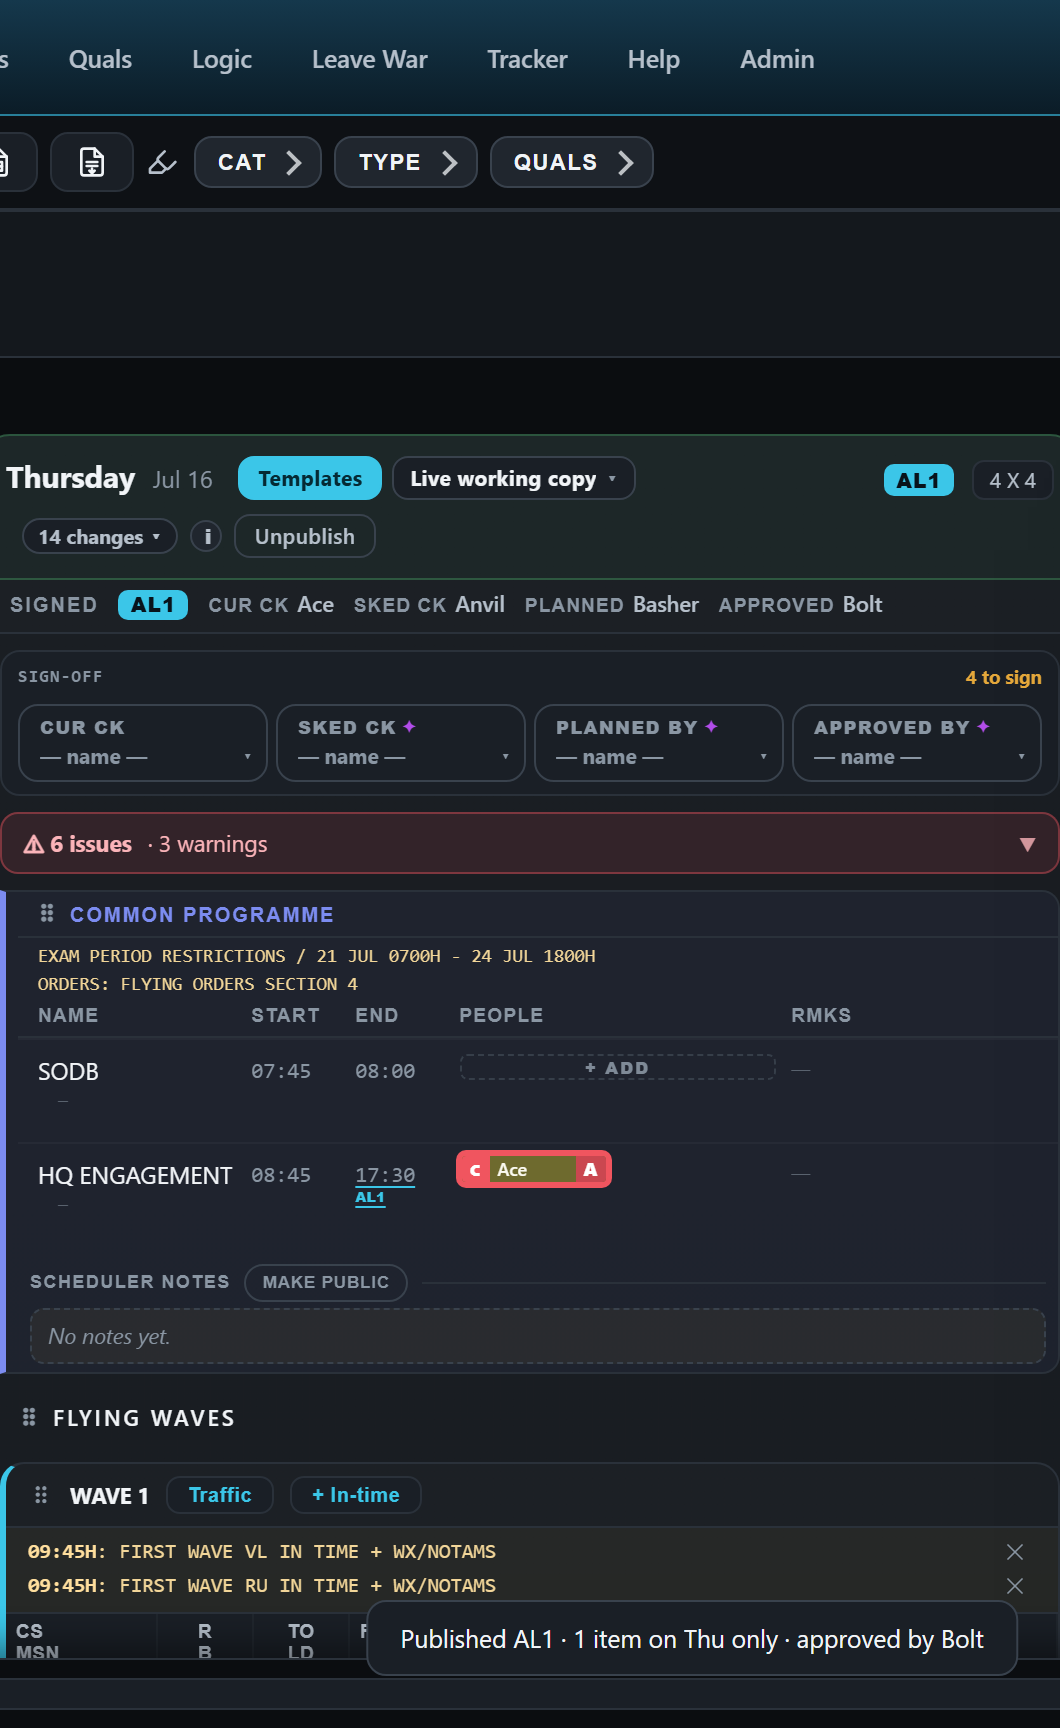 s Quals Logic Leave War Tracker Help Admin
CAT TYPE QUALS
Thursday Jul 16 Templates Live working copy AL1 4 X 4
14 changes i Unpublish
SIGNED AL1 CUR CK Ace SKED CK Anvil PLANNED Basher APPROVED Bolt
SIGN-OFF 4 to sign
CUR CK SKED CK PLANNED BY APPROVED BY
— name — — name — — name — — name —
6 issues · 3 warnings
COMMON PROGRAMME
EXAM PERIOD RESTRICTIONS / 21 JUL 0700H - 24 JUL 1800H
ORDERS: FLYING ORDERS SECTION 4
NAME START END PEOPLE RMKS
SODB 07:45 08:00 + ADD —
–
HQ ENGAGEMENT 08:45 17:30 C Ace A —
– AL1
SCHEDULER NOTES MAKE PUBLIC
No notes yet.
FLYING WAVES
WAVE 1 Traffic + In-time
09:45H: FIRST WAVE VL IN TIME + WX/NOTAMS
09:45H: FIRST WAVE RU IN TIME + WX/NOTAMS
CS R TO
MSN B LD
Published AL1 · 1 item on Thu only · approved by Bolt